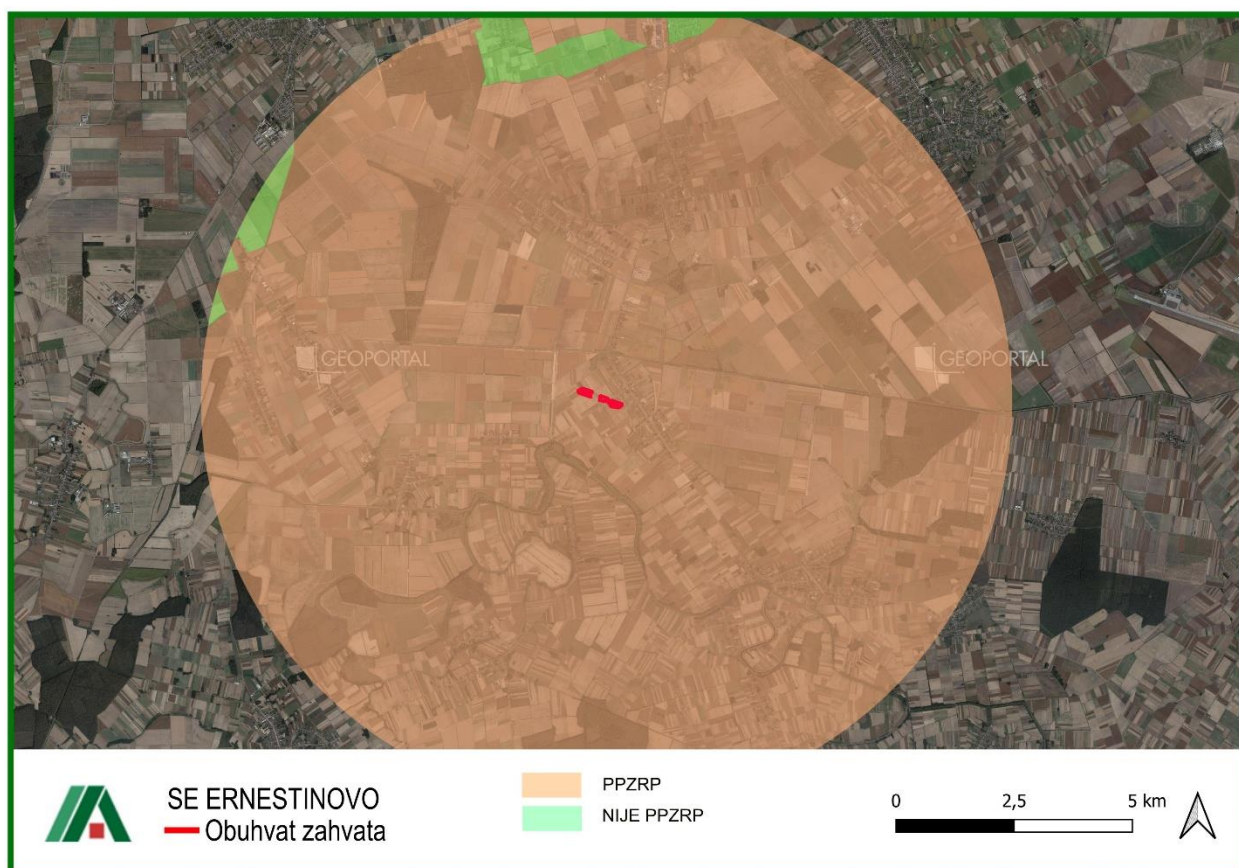 GEOPORTAL GEOPORTAL
SE ERNESTINOVO
Obuhvat zahvata
PPZRP
NIJE PPZRP
0 2,5 5 km